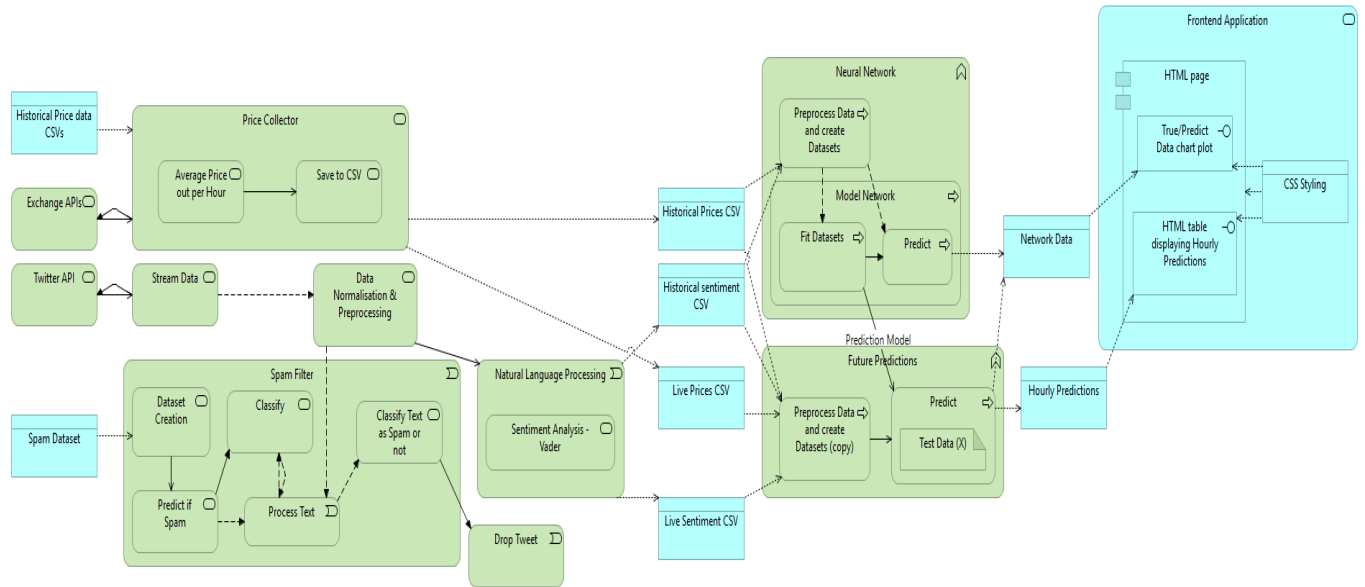 Historical Price data
CSVs
Exchange APIs
Twitter API
Spam Dataset
Price Collector
Average Price
out per Hour
Save to CSV
Stream Data
Data
Normalisation &
Preprocessing
Spam Filter
Dataset
Creation
Classify
Classify Text
as Spam or
not
Predict if
Spam
Process Text
Natural Language Processing
Sentiment Analysis -
Vader
Drop Tweet
Historical Prices CSV
Historical sentiment
CSV
Live Prices CSV
Live Sentiment CSV
Neural Network
Preprocess Data
and create
Datasets
Model Network
Fit Datasets
Predict
Prediction Model
Future Predictions
Preprocess Data
and create
Datasets (copy)
Predict
Test Data (X)
Network Data
Hourly Predictions
Frontend Application
HTML page
True/Predict
Data chart plot
CSS Styling
HTML table
displaying Hourly
Predictions